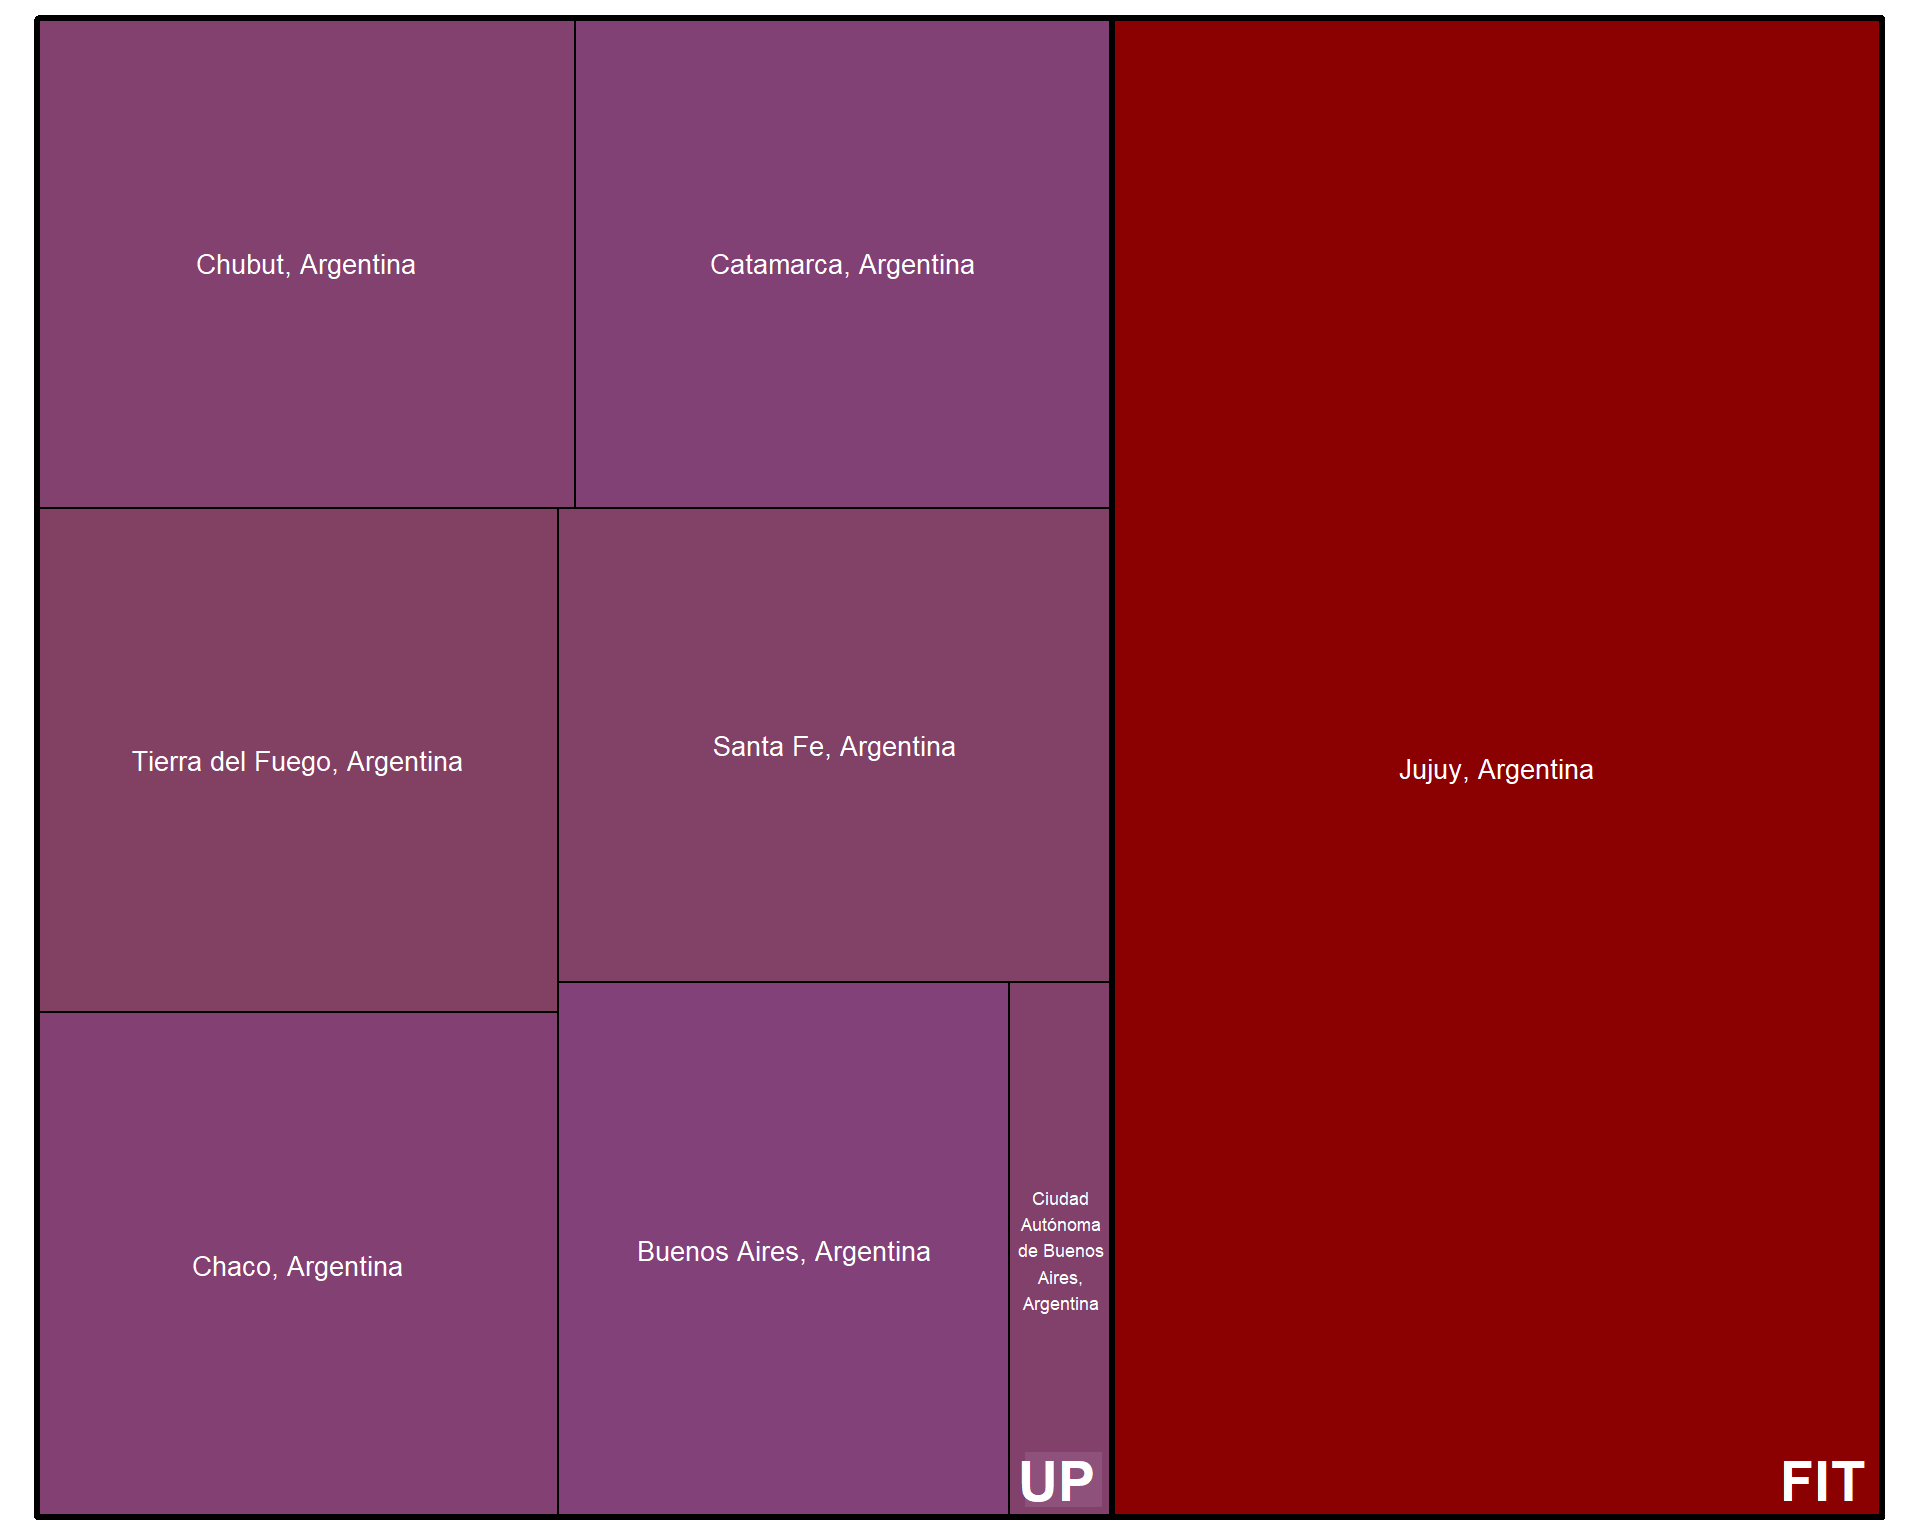 Chubut, Argentina
Catamarca, Argentina
Tierra del Fuego, Argentina
Santa Fe, Argentina
Jujuy, Argentina
Chaco, Argentina
Buenos Aires, Argentina
Ciudad
Autónoma
de Buenos
Aires,
Argentina
UP
FIT